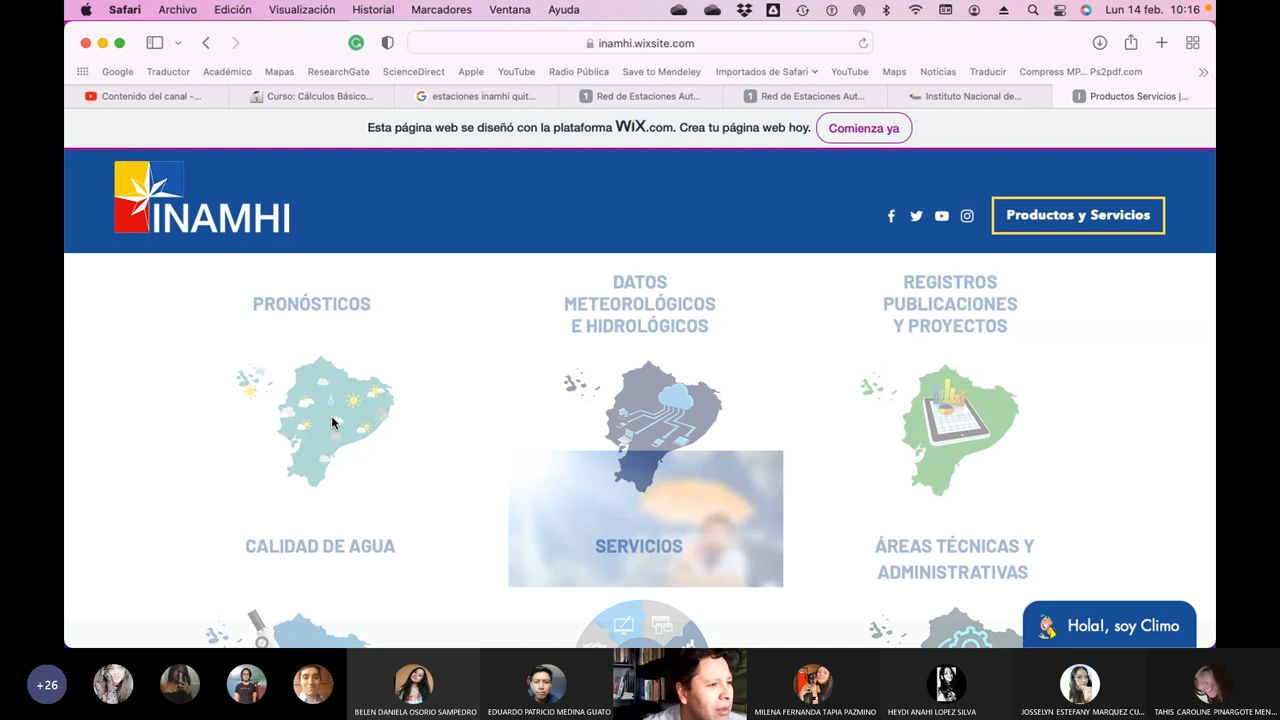 Safari Archivo Edición Visualización Historial Marcadores Ventana Ayuda Lun 14 feb. 10:16
inamhi.wixsite.com
Google Traductor Académico Mapas ResearchGate ScienceDirect Apple YouTube Radio Pública Save to Mendeley Importados de Safari YouTube Maps Noticias Traducir Compress MP... Ps2pdf.com
Contenido del canal -... Curso: Cálculos Básico... estaciones inamhi quit... 1 Red de Estaciones Aut... 1 Red de Estaciones Aut... Instituto Nacional de... I Productos Servicios |...
Esta página web se diseñó con la plataforma WiX.com. Crea tu página web hoy. Comienza ya
INAMHI
Productos y Servicios
PRONÓSTICOS
DATOS
METEOROLÓGICOS
E HIDROLÓGICOS
REGISTROS
PUBLICACIONES
Y PROYECTOS
CALIDAD DE AGUA
SERVICIOS
ÁREAS TÉCNICAS Y
ADMINISTRATIVAS
Hola!, soy Climo
+26
BELEN DANIELA OSORIO SAMPEDRO
EDUARDO PATRICIO MEDINA GUATO
MILENA FERNANDA TAPIA PAZMINO
HEYDI ANAHI LOPEZ SILVA
JOSSELYN ESTEFANY MARQUEZ CU...
TAHIS CAROLINE PINARGOTE MEN...